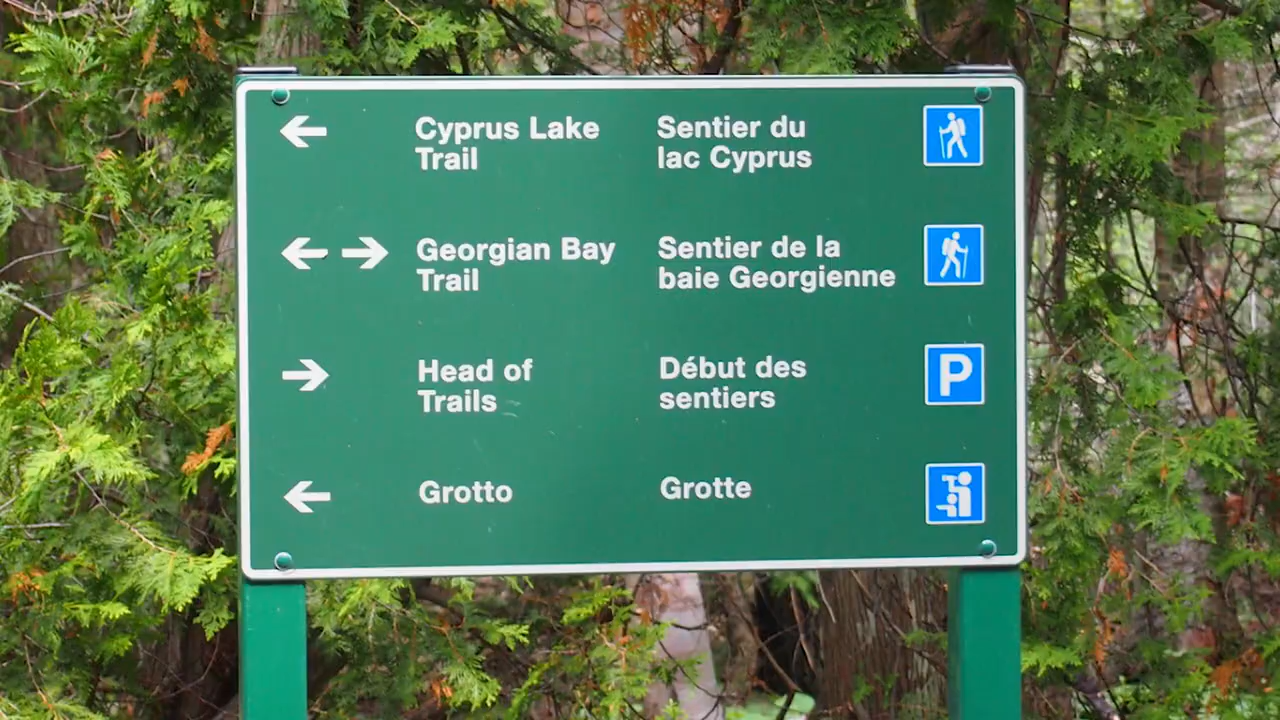 Cyprus Lake
Trail
Sentier du
lac Cyprus
Georgian Bay
Trail
Sentier de la
baie Georgienne
Head of
Trails
Début des
sentiers
P
Grotto
Grotte